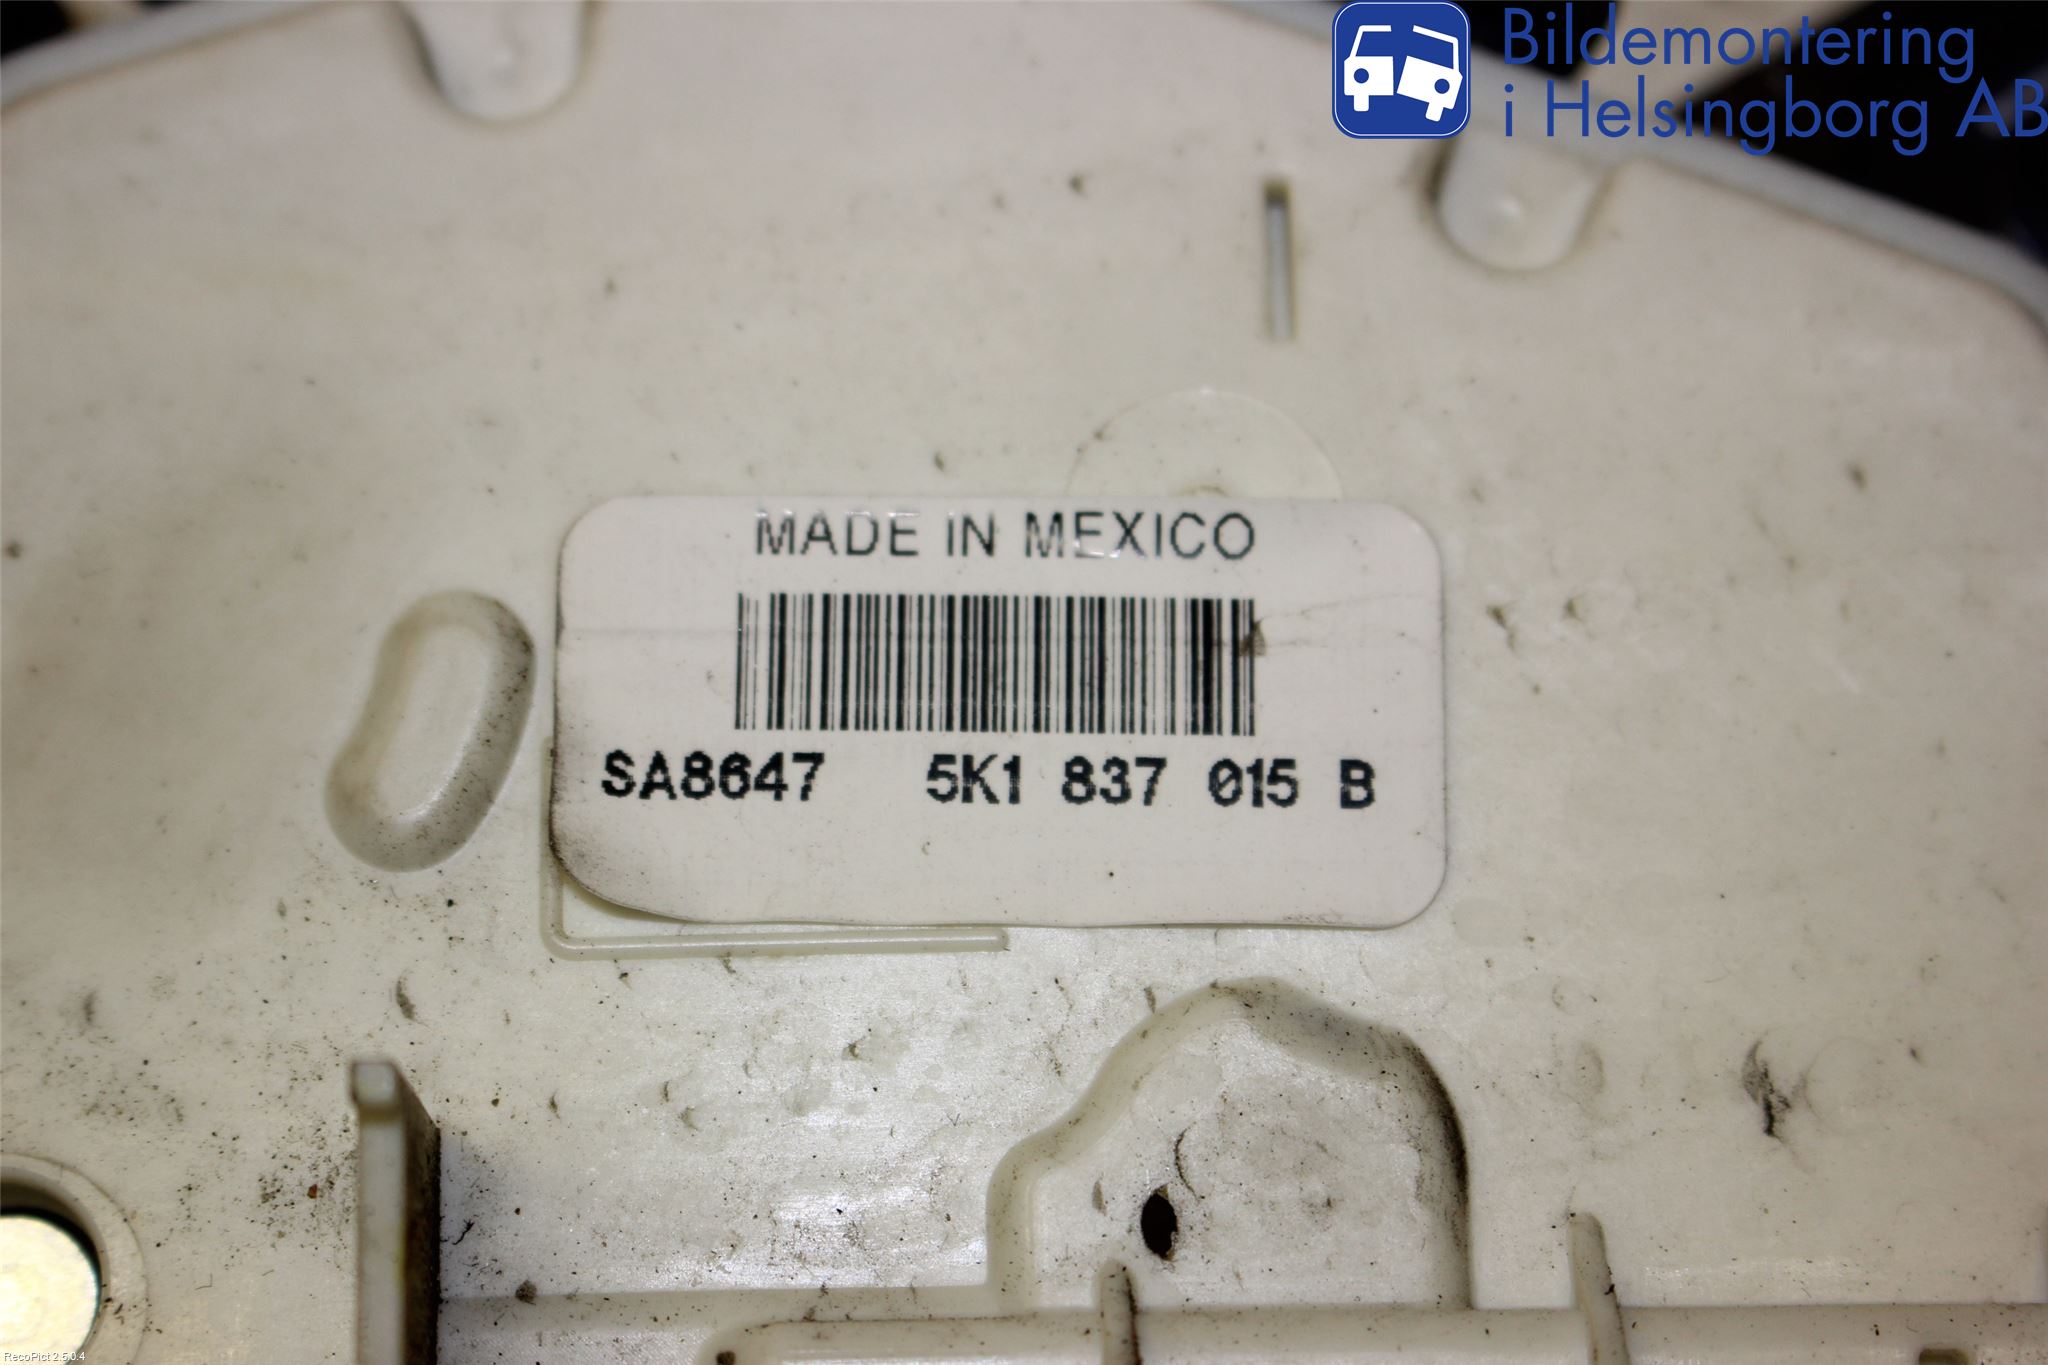 Bildemontering
i Helsingborg AB
MADE IN MEXICO
SA8647 5K1 837 015 B
RecoPict 2.5.0.4